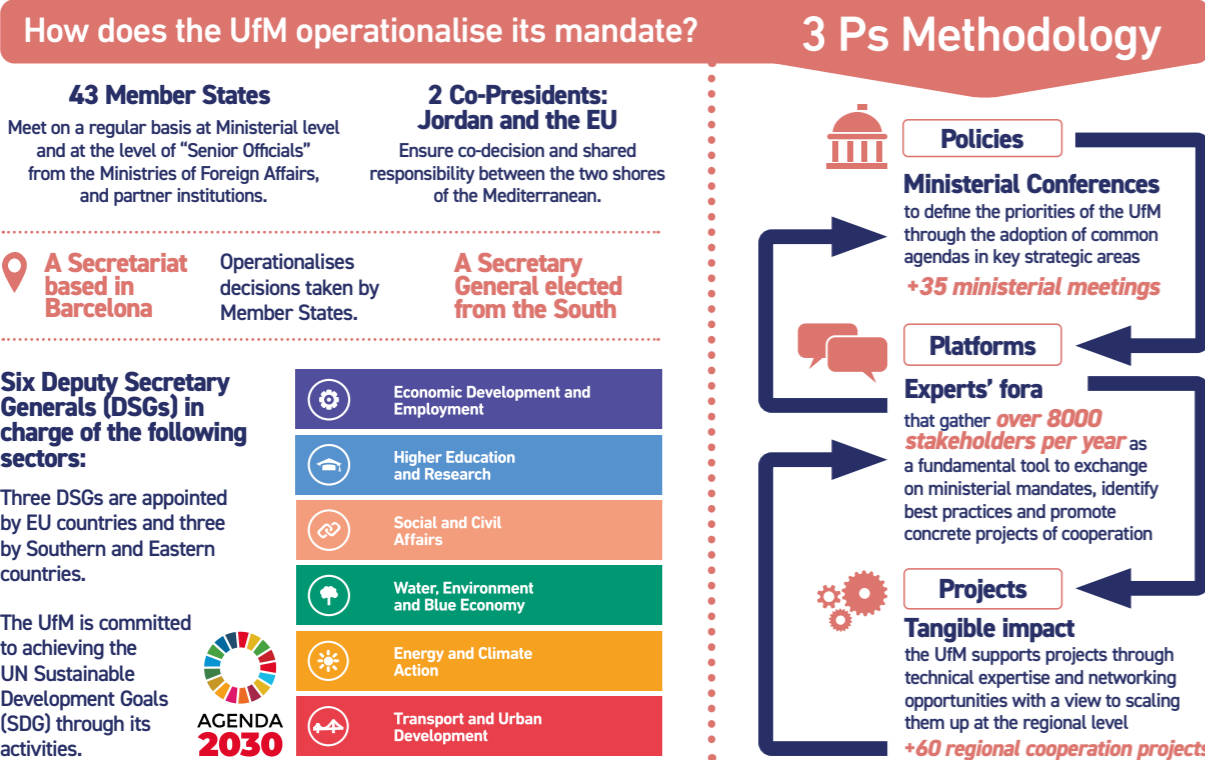 How does the UfM operationalise its mandate?
43 Member States
Meet on a regular basis at Ministerial level
and at the level of “Senior Officials”
from the Ministries of Foreign Affairs,
and partner institutions.
2 Co-Presidents:
Jordan and the EU
Ensure co-decision and shared
responsibility between the two shores
of the Mediterranean.
A Secretariat
based in
Barcelona
Operationalises
decisions taken by
Member States.
A Secretary
General elected
from the South
Six Deputy Secretary
Generals (DSGs) in
charge of the following
sectors:
Three DSGs are appointed
by EU countries and three
by Southern and Eastern
countries.
The UfM is committed
to achieving the
UN Sustainable
Development Goals
(SDG) through its
activities.
AGENDA
2030
Economic Development and
Employment
Higher Education
and Research
Social and Civil
Affairs
Water, Environment
and Blue Economy
Energy and Climate
Action
Transport and Urban
Development
3 Ps Methodology
Policies
Ministerial Conferences
to define the priorities of the UfM
through the adoption of common
agendas in key strategic areas
+35 ministerial meetings
Platforms
Experts’ fora
that gather over 8000
stakeholders per year as
a fundamental tool to exchange
on ministerial mandates, identify
best practices and promote
concrete projects of cooperation
Projects
Tangible impact
the UfM supports projects through
technical expertise and networking
opportunities with a view to scaling
them up at the regional level
+60 regional cooperation projects